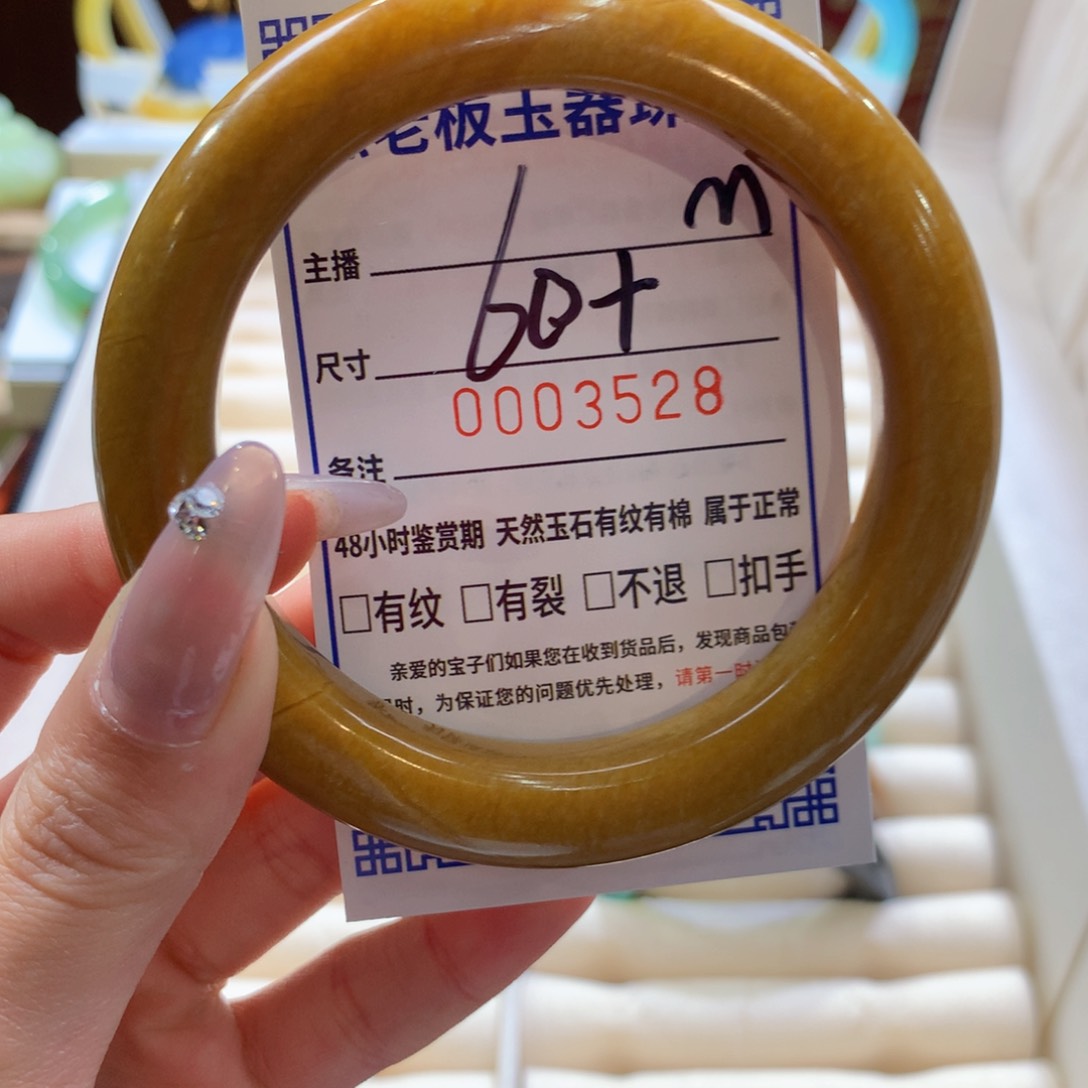 老板玉器珠
m
主播
60+
尺寸
0003528
备注
48小时鉴赏期 天然玉石有纹有棉 属于正常
□有纹 □有裂 □不退 □扣手
亲爱的宝子们如果您在收到货品后，发现商品包
时，为保证您的问题优先处理，请第一时